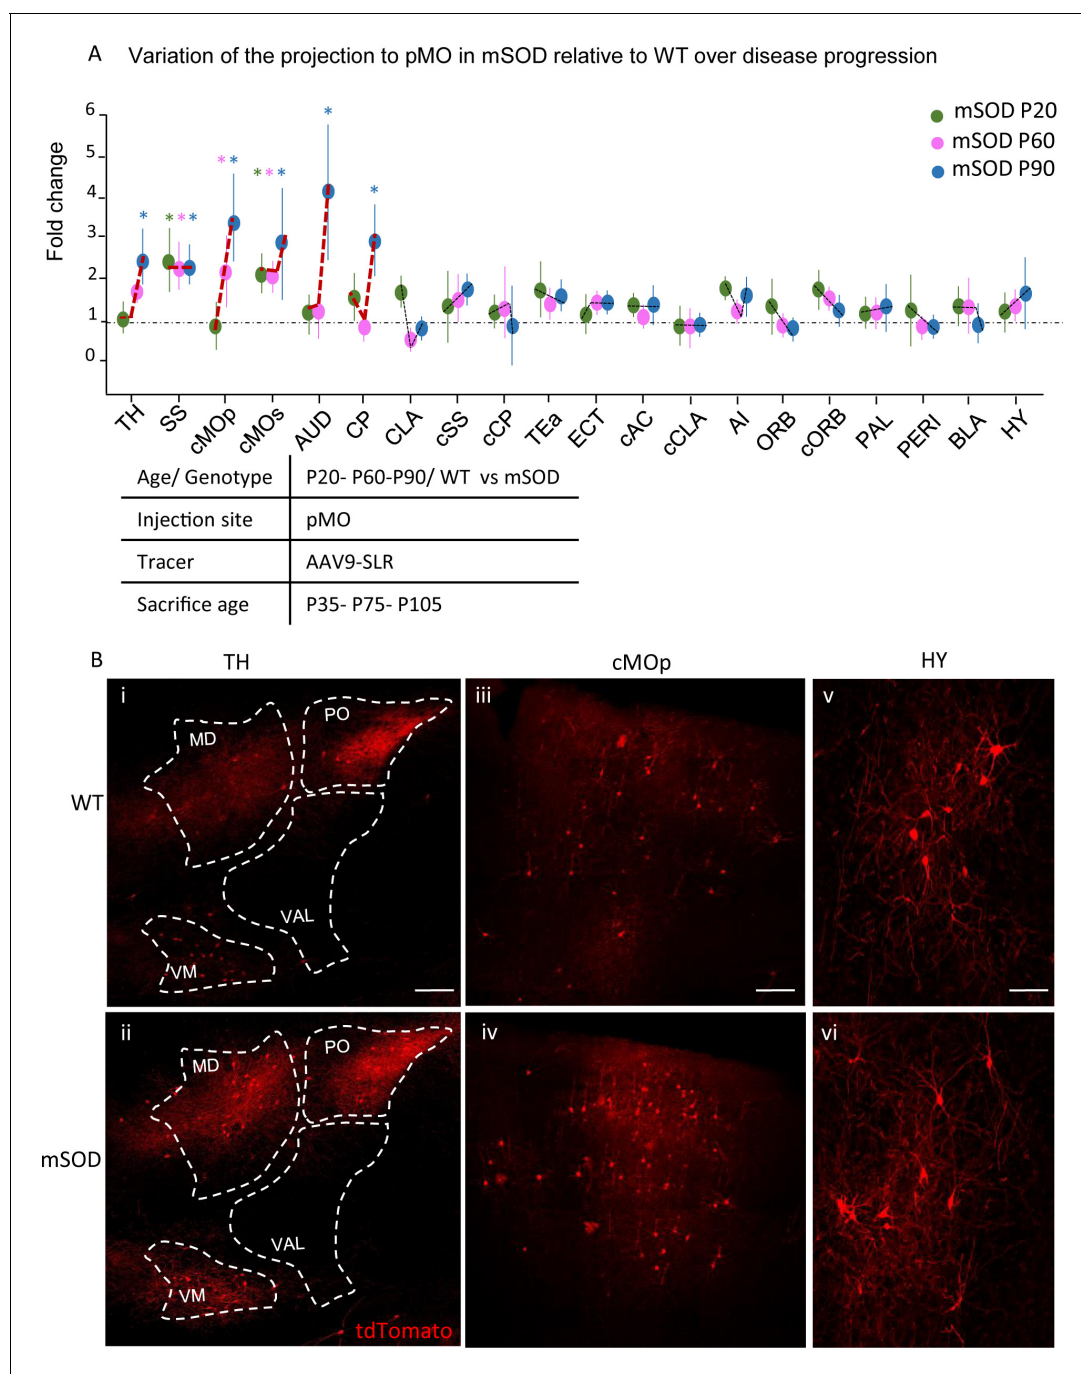 A Variation of the projection to pMO in mSOD relative to WT over disease progression
Fold change
6
5
4
3
2
1
0
* * * * * * * * * * *
mSOD P20
mSOD P60
mSOD P90
TH SS cMOp cMOs AUD CP CLA cSS cCP TEa ECT cAC cCLA AI ORB cORB PAL PERI BLA HY
Age/ Genotype P20- P60-P90/ WT vs mSOD
Injection site pMO
Tracer AAV9-SLR
Sacrifice age P35- P75- P105
B TH cMOp HY
WT
i MD PO VAL VM
iii
v
mSOD
ii MD PO VAL VM tdTomato
iv
vi